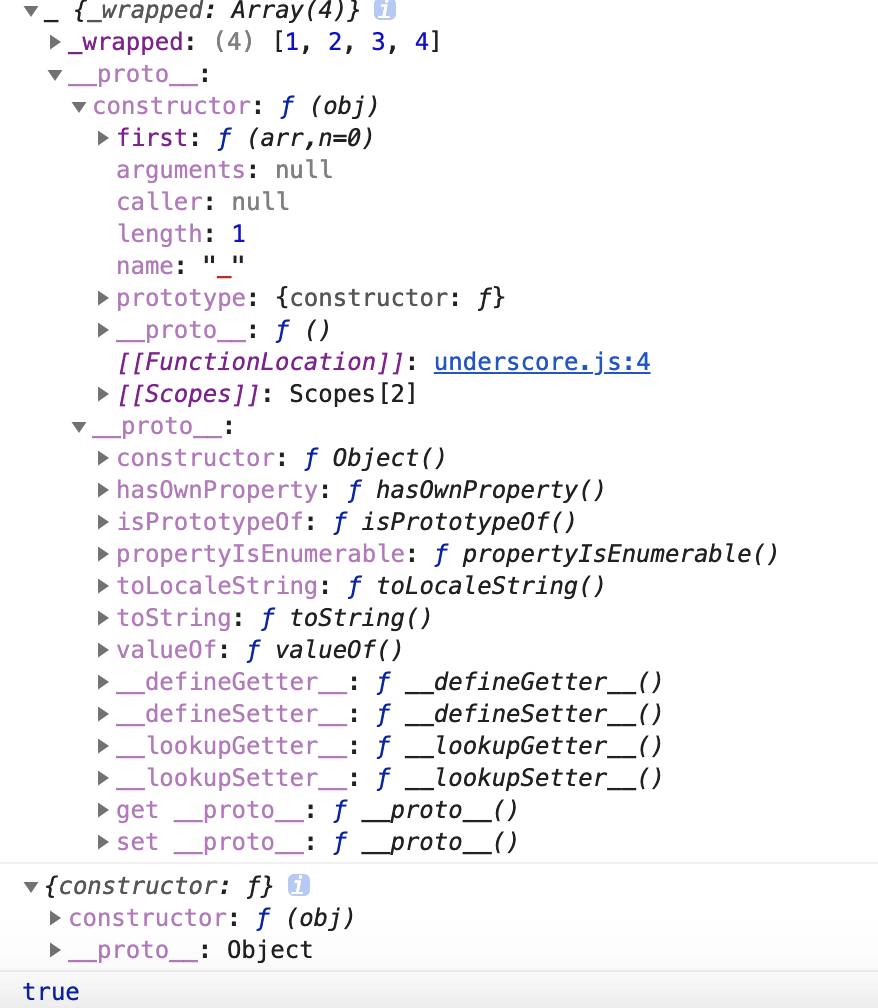 ▼_ {_wrapped: Array(4)} i
▶_wrapped: (4) [1, 2, 3, 4]
▼__proto__:
▼constructor: ƒ (obj)
▶first: ƒ (arr,n=0)
arguments: null
caller: null
length: 1
name: "_"
▶prototype: {constructor: ƒ}
▶__proto__: ƒ ()
[[FunctionLocation]]: underscore.js:4
▶[[Scopes]]: Scopes[2]
▼__proto__:
▶constructor: ƒ Object()
▶hasOwnProperty: ƒ hasOwnProperty()
▶isPrototypeOf: ƒ isPrototypeOf()
▶propertyIsEnumerable: ƒ propertyIsEnumerable()
▶toLocaleString: ƒ toLocaleString()
▶toString: ƒ toString()
▶valueOf: ƒ valueOf()
▶__defineGetter__: ƒ __defineGetter__()
▶__defineSetter__: ƒ __defineSetter__()
▶__lookupGetter__: ƒ __lookupGetter__()
▶__lookupSetter__: ƒ __lookupSetter__()
▶get __proto__: ƒ __proto__()
▶set __proto__: ƒ __proto__()
▼{constructor: ƒ} i
▶constructor: ƒ (obj)
▶__proto__: Object
true